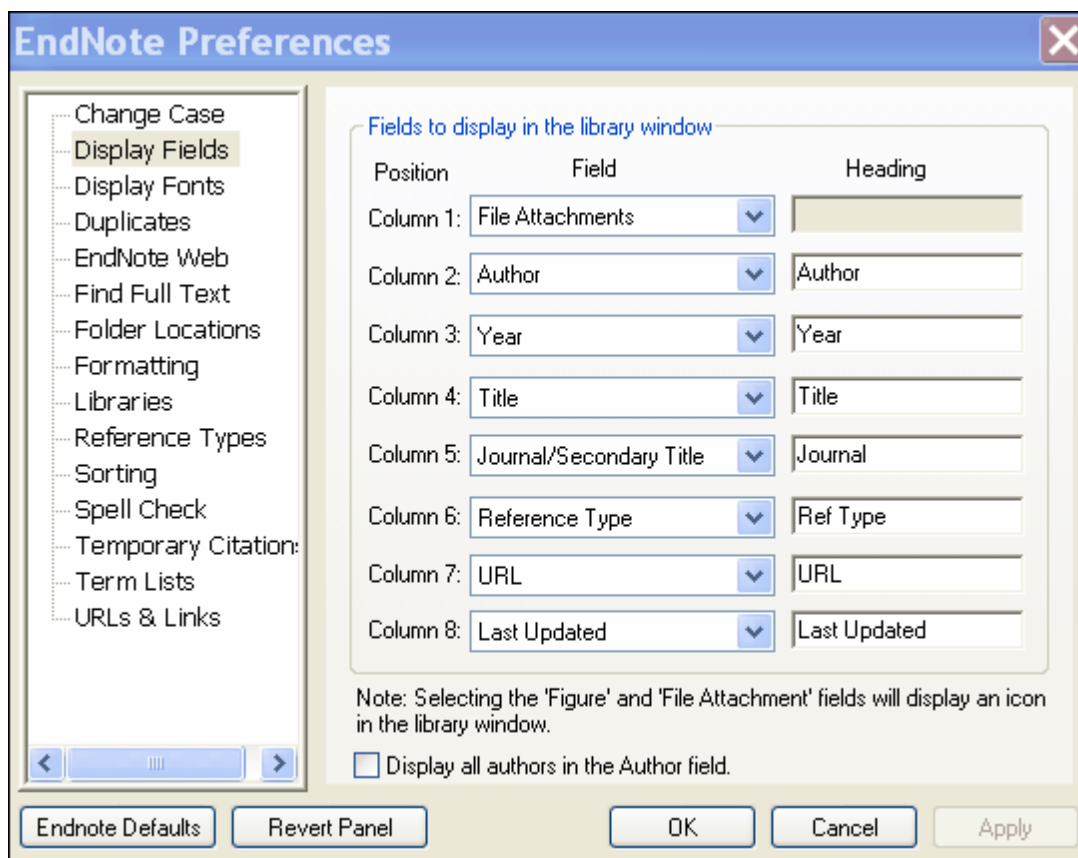 EndNote Preferences
Change Case
Display Fields
Display Fonts
Duplicates
EndNote Web
Find Full Text
Folder Locations
Formatting
Libraries
Reference Types
Sorting
Spell Check
Temporary Citation:
Term Lists
URLs & Links
Fields to display in the library window
Position Field Heading
Column 1: File Attachments
Column 2: Author Author
Column 3: Year Year
Column 4: Title Title
Column 5: Journal/Secondary Title Journal
Column 6: Reference Type Ref Type
Column 7: URL URL
Column 8: Last Updated Last Updated
Note: Selecting the 'Figure' and 'File Attachment' fields will display an icon
in the library window.
Display all authors in the Author field.
Endnote Defaults Revert Panel OK Cancel Apply